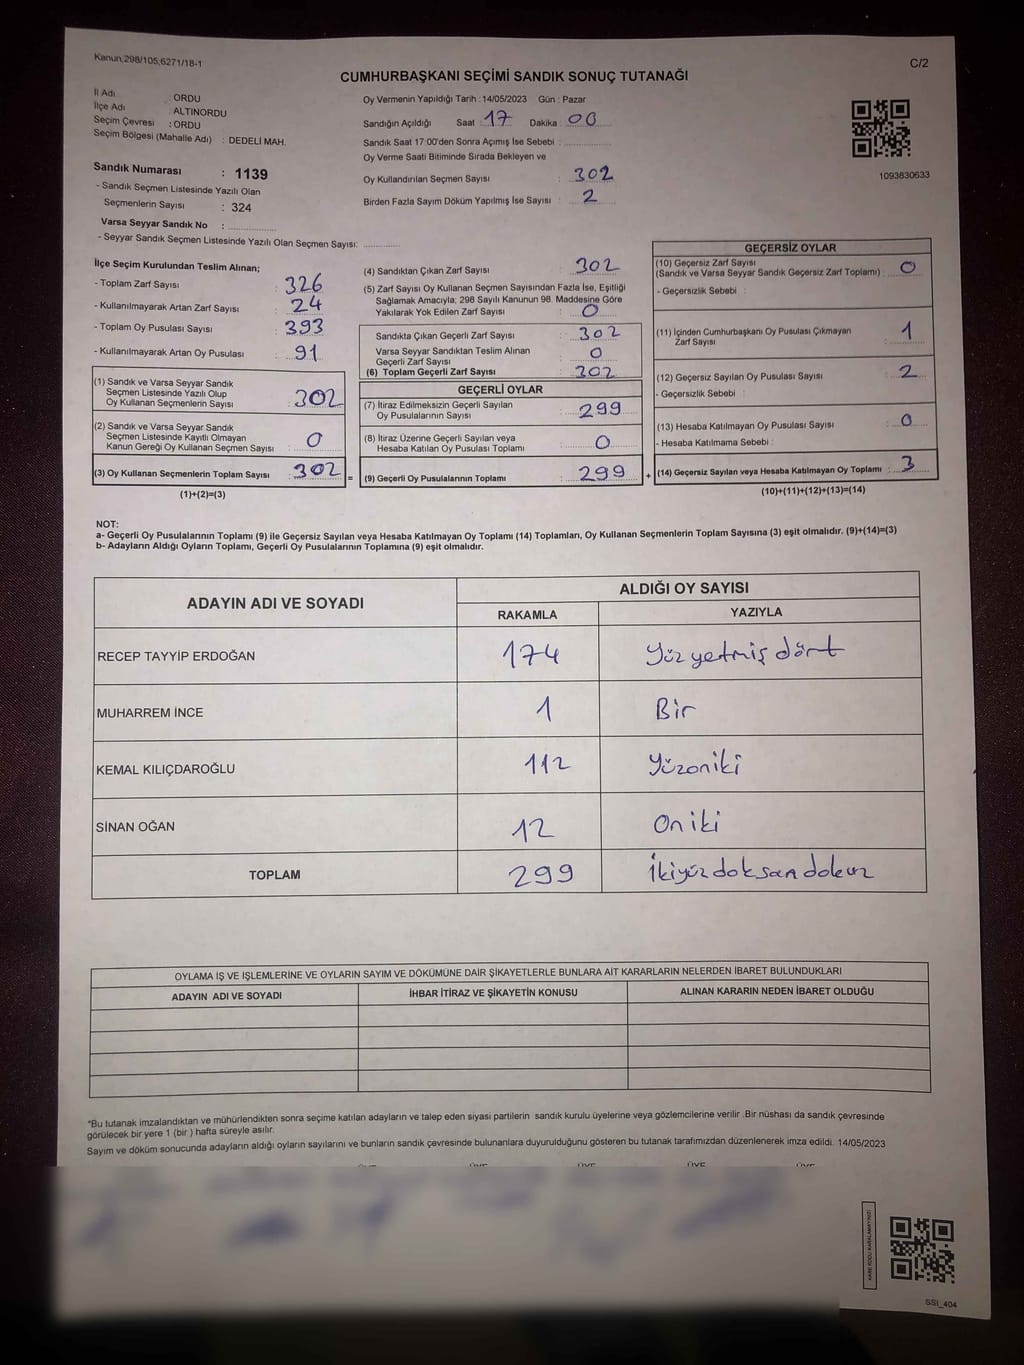 Kanun,298/105,6271/18-1
C/2
CUMHURBAŞKANI SEÇİMİ SANDIK SONUÇ TUTANAĞI
İl Adı : ORDU
İlçe Adı : ALTINORDU
Seçim Çevresi : ORDU
Seçim Bölgesi (Mahalle Adı) : DEDELİ MAH.
Sandık Numarası : 1139
- Sandık Seçmen Listesinde Yazılı Olan
Seçmenlerin Sayısı : 324
Varsa Seyyar Sandık No :
- Seyyar Sandık Seçmen Listesinde Yazılı Olan Seçmen Sayısı:
Oy Vermenin Yapıldığı Tarih : 14/05/2023 Gün : Pazar
Sandığın Açıldığı Saat 17 Dakika 00
Sandık Saat 17:00'den Sonra Açımış İse Sebebi :
Oy Verme Saati Bitiminde Sırada Bekleyen ve
Oy Kullandırılan Seçmen Sayısı : 302
Birden Fazla Sayım Döküm Yapılmış İse Sayısı : 2
1093830633
İlçe Seçim Kurulundan Teslim Alınan;
- Toplam Zarf Sayısı : 326
- Kullanılmayarak Artan Zarf Sayısı : 24
- Toplam Oy Pusulası Sayısı : 393
- Kullanılmayarak Artan Oy Pusulası : 91
(1) Sandık ve Varsa Seyyar Sandık
Seçmen Listesinde Yazılı Olup
Oy Kullanan Seçmenlerin Sayısı : 302
(2) Sandık ve Varsa Seyyar Sandık
Seçmen Listesinde Kayıtlı Olmayan
Kanun Gereği Oy Kullanan Seçmen Sayısı : 0
(3) Oy Kullanan Seçmenlerin Toplam Sayısı : 302 =
(1)+(2)=(3)
(4) Sandıktan Çıkan Zarf Sayısı : 302
(5) Zarf Sayısı Oy Kullanan Seçmen Sayısından Fazla İse, Eşitliği
Sağlamak Amacıyla; 298 Sayılı Kanunun 98. Maddesine Göre
Yakılarak Yok Edilen Zarf Sayısı : 0
Sandıkta Çıkan Geçerli Zarf Sayısı : 302
Varsa Seyyar Sandıktan Teslim Alınan
Geçerli Zarf Sayısı : 0
(6) Toplam Geçerli Zarf Sayısı : 302
GEÇERLİ OYLAR
(7) İtiraz Edilmeksizin Geçerli Sayılan
Oy Pusulalarının Sayısı : 299
(8) İtiraz Üzerine Geçerli Sayılan veya
Hesaba Katılan Oy Pusulası Toplamı : 0
(9) Geçerli Oy Pusulalarının Toplamı : 299 +
GEÇERSİZ OYLAR
(10) Geçersiz Zarf Sayısı
(Sandık ve Varsa Seyyar Sandık Geçersiz Zarf Toplamı) : 0
- Geçersizlik Sebebi :
(11) İçinden Cumhurbaşkanı Oy Pusulası Çıkmayan
Zarf Sayısı : 1
(12) Geçersiz Sayılan Oy Pusulası Sayısı : 2
- Geçersizlik Sebebi :
(13) Hesaba Katılmayan Oy Pusulası Sayısı : 0
- Hesaba Katılmama Sebebi :
(14) Geçersiz Sayılan veya Hesaba Katılmayan Oy Toplamı : 3
(10)+(11)+(12)+(13)=(14)
NOT:
a- Geçerli Oy Pusulalarının Toplamı (9) ile Geçersiz Sayılan veya Hesaba Katılmayan Oy Toplamı (14) Toplamları, Oy Kullanan Seçmenlerin Toplam Sayısına (3) eşit olmalıdır. (9)+(14)=(3)
b- Adayların Aldığı Oyların Toplamı, Geçerli Oy Pusulalarının Toplamına (9) eşit olmalıdır.
ADAYIN ADI VE SOYADI ALDIĞI OY SAYISI
RAKAMLA YAZIYLA
RECEP TAYYİP ERDOĞAN 174 Yüzyetmiş dört
MUHARREM İNCE 1 Bir
KEMAL KILIÇDAROĞLU 112 Yüzoniki
SİNAN OĞAN 12 Oniki
TOPLAM 299 İkiyüzdoksandokuz
OYLAMA İŞ VE İŞLEMLERİNE VE OYLARIN SAYIM VE DÖKÜMÜNE DAİR ŞİKAYETLERLE BUNLARA AİT KARARLARIN NELERDEN İBARET BULUNDUKLARI
ADAYIN ADI VE SOYADI İHBAR İTİRAZ VE ŞİKAYETİN KONUSU ALINAN KARARIN NEDEN İBARET OLDUĞU
*Bu tutanak imzalandıktan ve mühürlendikten sonra seçime katılan adayların ve talep eden siyasi partilerin sandık kurulu üyelerine veya gözlemcilerine verilir .Bir nüshası da sandık çevresinde
görülecek bir yere 1 (bir ) hafta süreyle asılır.
Sayım ve döküm sonucunda adayların aldığı oyların sayılarını ve bunların sandık çevresinde bulunanlara duyurulduğunu gösteren bu tutanak tarafımızdan düzenlenerek imza edildi. 14/05/2023
ÜYE ÜYE ÜYE ÜYE ÜYE
KARE KODU KARALAMAYINIZ!
SSI_404